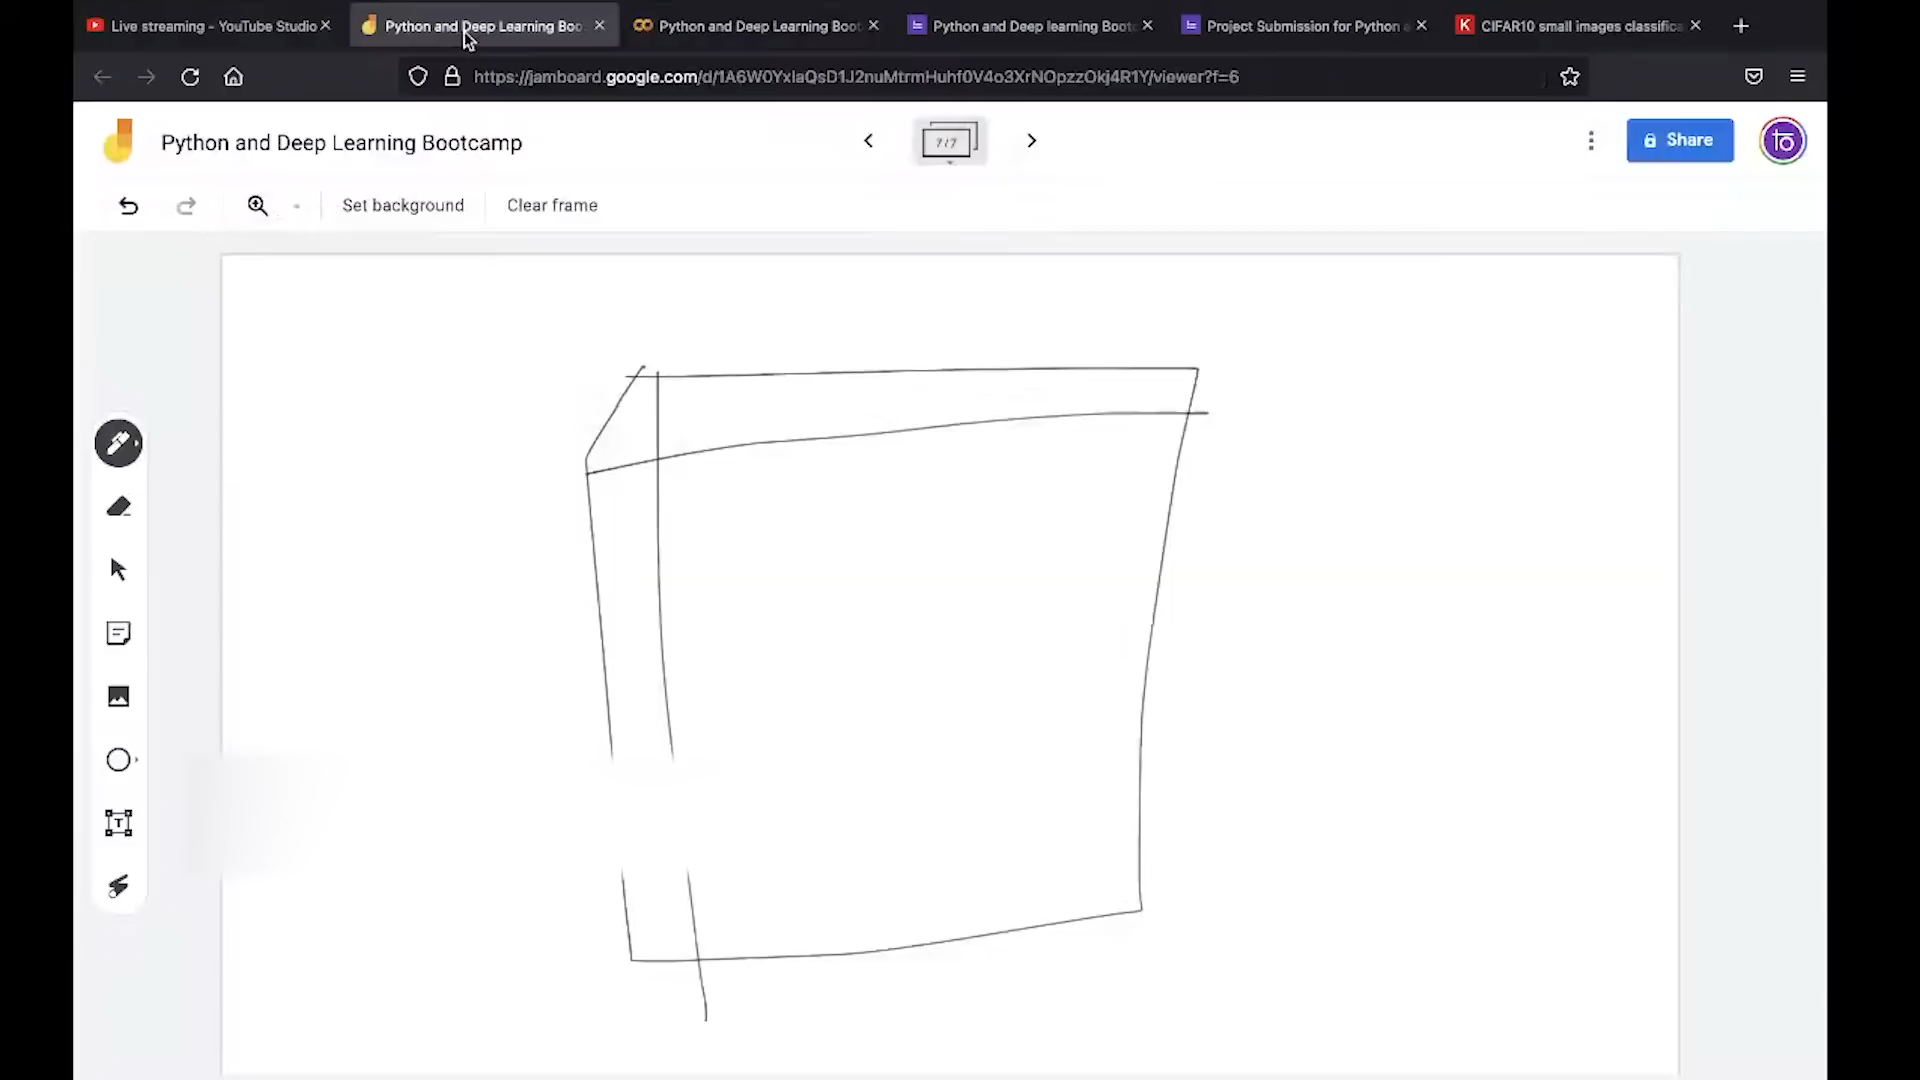 Live streaming - YouTube Studio
Python and Deep Learning Boo
Python and Deep Learning Boot
Python and Deep learning Boot
Project Submission for Python
CIFAR10 small images classific
https://jamboard.google.com/d/1A6W0YxlaQsD1J2nuMtrmHuhf0V4o3XrNOpzzOkj4R1Y/viewer?f=6
Python and Deep Learning Bootcamp
7/7
Share
Set background
Clear frame